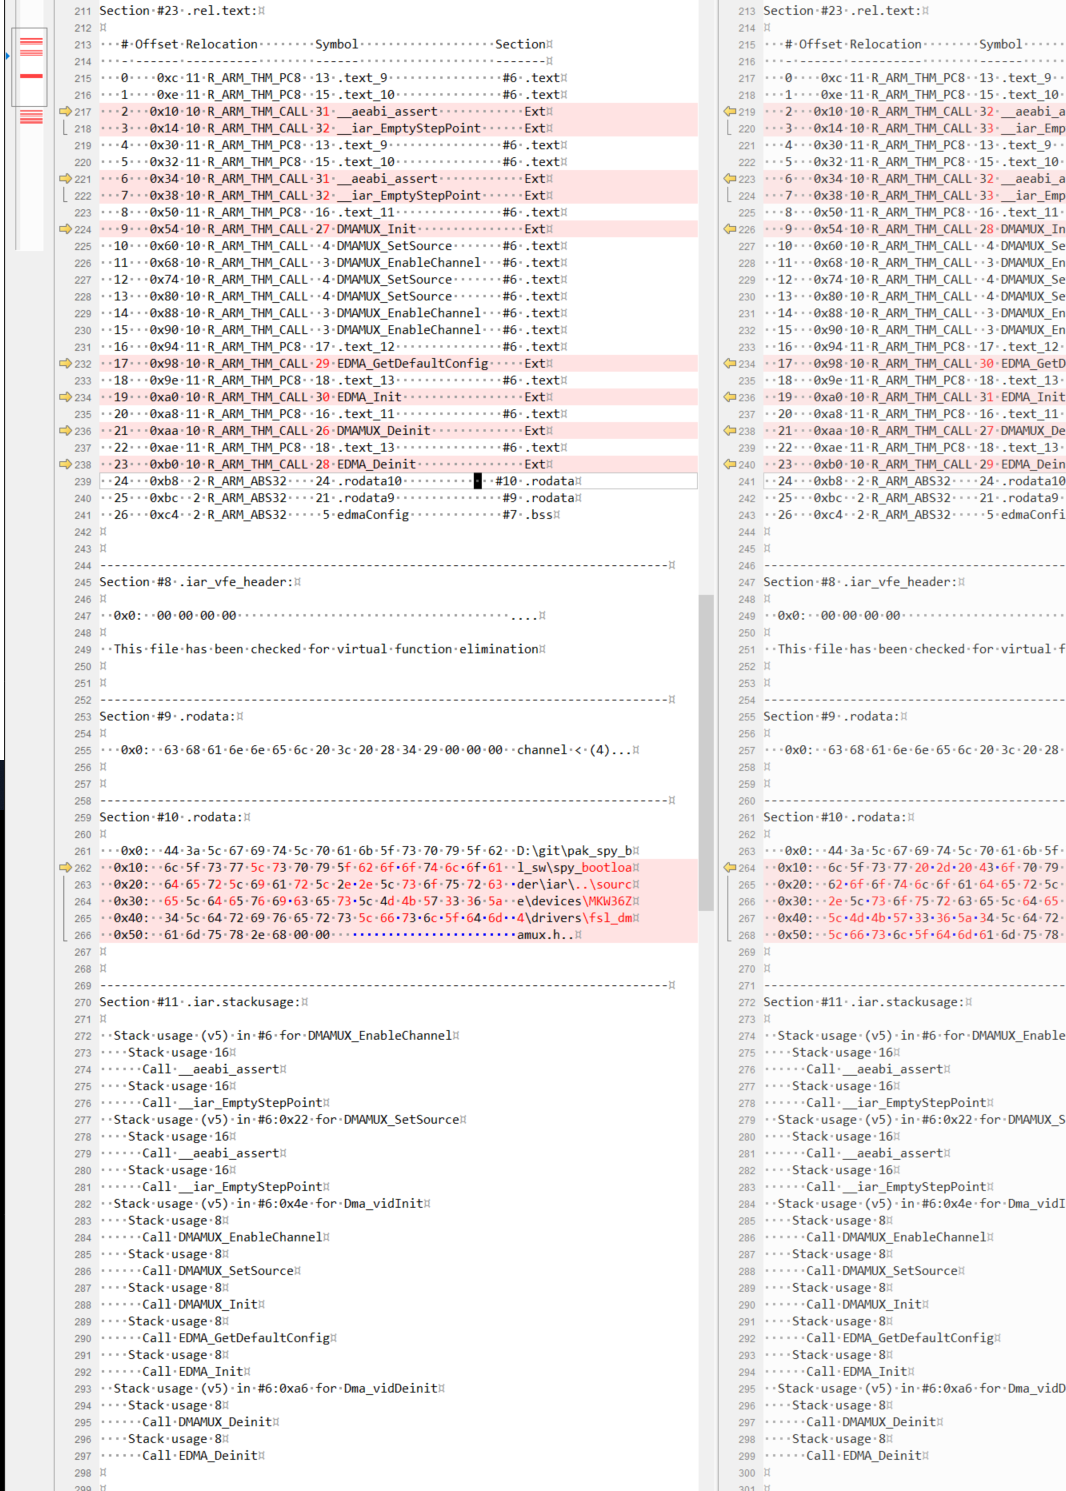 211 Section #23 .rel.text:
212
213 # Offset Relocation Symbol Section
214 - ------ ---------- ------ -------
215 0 0xc 11 R_ARM_THM_PC8 13 .text_9 #6 .text
216 1 0xe 11 R_ARM_THM_PC8 15 .text_10 #6 .text
217 2 0x10 10 R_ARM_THM_CALL 31 __aeabi_assert Ext
218 3 0x14 10 R_ARM_THM_CALL 32 __iar_EmptyStepPoint Ext
219 4 0x30 11 R_ARM_THM_PC8 13 .text_9 #6 .text
220 5 0x32 11 R_ARM_THM_PC8 15 .text_10 #6 .text
221 6 0x34 10 R_ARM_THM_CALL 31 __aeabi_assert Ext
222 7 0x38 10 R_ARM_THM_CALL 32 __iar_EmptyStepPoint Ext
223 8 0x50 11 R_ARM_THM_PC8 16 .text_11 #6 .text
224 9 0x54 10 R_ARM_THM_CALL 27 DMAMUX_Init Ext
225 10 0x60 10 R_ARM_THM_CALL 4 DMAMUX_SetSource #6 .text
226 11 0x68 10 R_ARM_THM_CALL 3 DMAMUX_EnableChannel #6 .text
227 12 0x74 10 R_ARM_THM_CALL 4 DMAMUX_SetSource #6 .text
228 13 0x80 10 R_ARM_THM_CALL 4 DMAMUX_SetSource #6 .text
229 14 0x88 10 R_ARM_THM_CALL 3 DMAMUX_EnableChannel #6 .text
230 15 0x90 10 R_ARM_THM_CALL 3 DMAMUX_EnableChannel #6 .text
231 16 0x94 11 R_ARM_THM_PC8 17 .text_12 #6 .text
232 17 0x98 10 R_ARM_THM_CALL 29 EDMA_GetDefaultConfig Ext
233 18 0x9e 11 R_ARM_THM_PC8 18 .text_13 #6 .text
234 19 0xa0 10 R_ARM_THM_CALL 30 EDMA_Init Ext
235 20 0xa8 11 R_ARM_THM_PC8 16 .text_11 #6 .text
236 21 0xaa 10 R_ARM_THM_CALL 26 DMAMUX_Deinit Ext
237 22 0xae 11 R_ARM_THM_PC8 18 .text_13 #6 .text
238 23 0xb0 10 R_ARM_THM_CALL 28 EDMA_Deinit Ext
239 24 0xb8 2 R_ARM_ABS32 24 .rodata10 #10 .rodata
240 25 0xbc 2 R_ARM_ABS32 21 .rodata9 #9 .rodata
241 26 0xc4 2 R_ARM_ABS32 5 edmaConfig #7 .bss
242
243
244 --------------------------------------------------------------------------------
245 Section #8 .iar_vfe_header:
246
247 0x0: 00 00 00 00 ....
248
249 This file has been checked for virtual function elimination
250
251
252 --------------------------------------------------------------------------------
253 Section #9 .rodata:
254
255 0x0: 63 68 61 6e 6e 65 6c 20 3c 20 28 34 29 00 00 00 channel < (4)...
256
257
258 --------------------------------------------------------------------------------
259 Section #10 .rodata:
260
261 0x0: 44 3a 5c 67 69 74 5c 70 61 6b 5f 73 70 79 5f 62 D:\git\pak_spy_b
262 0x10: 6c 5f 73 77 5c 73 70 79 5f 62 6f 6f 74 6c 6f 61 l_sw\spy_bootloa
263 0x20: 64 65 72 5c 69 61 72 5c 2e 2e 5c 73 6f 75 72 63 der\iar\..\sourc
264 0x30: 65 5c 64 65 76 69 63 65 73 5c 4d 4b 57 33 36 5a e\devices\MKW36Z
265 0x40: 34 5c 64 72 69 76 65 72 73 5c 66 73 6c 5f 64 6d 4\drivers\fsl_dm
266 0x50: 61 6d 75 78 2e 68 00 00 amux.h..
267
268
269 --------------------------------------------------------------------------------
270 Section #11 .iar.stackusage:
271
272 Stack usage (v5) in #6 for DMAMUX_EnableChannel
273 Stack usage 16
274 Call __aeabi_assert
275 Stack usage 16
276 Call __iar_EmptyStepPoint
277 Stack usage (v5) in #6:0x22 for DMAMUX_SetSource
278 Stack usage 16
279 Call __aeabi_assert
280 Stack usage 16
281 Call __iar_EmptyStepPoint
282 Stack usage (v5) in #6:0x4e for Dma_vidInit
283 Stack usage 8
284 Call DMAMUX_EnableChannel
285 Stack usage 8
286 Call DMAMUX_SetSource
287 Stack usage 8
288 Call DMAMUX_Init
289 Stack usage 8
290 Call EDMA_GetDefaultConfig
291 Stack usage 8
292 Call EDMA_Init
293 Stack usage (v5) in #6:0xa6 for Dma_vidDeinit
294 Stack usage 8
295 Call DMAMUX_Deinit
296 Stack usage 8
297 Call EDMA_Deinit
298
299
213 Section #23 .rel.text:
214
215 # Offset Relocation Symbol
216 - ------ ---------- ------
217 0 0xc 11 R_ARM_THM_PC8 13 .text_9
218 1 0xe 11 R_ARM_THM_PC8 15 .text_10
219 2 0x10 10 R_ARM_THM_CALL 32 __aeabi_a
220 3 0x14 10 R_ARM_THM_CALL 33 __iar_Emp
221 4 0x30 11 R_ARM_THM_PC8 13 .text_9
222 5 0x32 11 R_ARM_THM_PC8 15 .text_10
223 6 0x34 10 R_ARM_THM_CALL 32 __aeabi_a
224 7 0x38 10 R_ARM_THM_CALL 33 __iar_Emp
225 8 0x50 11 R_ARM_THM_PC8 16 .text_11
226 9 0x54 10 R_ARM_THM_CALL 28 DMAMUX_In
227 10 0x60 10 R_ARM_THM_CALL 4 DMAMUX_Se
228 11 0x68 10 R_ARM_THM_CALL 3 DMAMUX_En
229 12 0x74 10 R_ARM_THM_CALL 4 DMAMUX_Se
230 13 0x80 10 R_ARM_THM_CALL 4 DMAMUX_Se
231 14 0x88 10 R_ARM_THM_CALL 3 DMAMUX_En
232 15 0x90 10 R_ARM_THM_CALL 3 DMAMUX_En
233 16 0x94 11 R_ARM_THM_PC8 17 .text_12
234 17 0x98 10 R_ARM_THM_CALL 30 EDMA_GetD
235 18 0x9e 11 R_ARM_THM_PC8 18 .text_13
236 19 0xa0 10 R_ARM_THM_CALL 31 EDMA_Init
237 20 0xa8 11 R_ARM_THM_PC8 16 .text_11
238 21 0xaa 10 R_ARM_THM_CALL 27 DMAMUX_De
239 22 0xae 11 R_ARM_THM_PC8 18 .text_13
240 23 0xb0 10 R_ARM_THM_CALL 29 EDMA_Dein
241 24 0xb8 2 R_ARM_ABS32 24 .rodata10
242 25 0xbc 2 R_ARM_ABS32 21 .rodata9
243 26 0xc4 2 R_ARM_ABS32 5 edmaConfi
244
245
246 ------------------------------------------
247 Section #8 .iar_vfe_header:
248
249 0x0: 00 00 00 00
250
251 This file has been checked for virtual f
252
253
254 ------------------------------------------
255 Section #9 .rodata:
256
257 0x0: 63 68 61 6e 6e 65 6c 20 3c 20 28
258
259
260 ------------------------------------------
261 Section #10 .rodata:
262
263 0x0: 44 3a 5c 67 69 74 5c 70 61 6b 5f
264 0x10: 6c 5f 73 77 20 2d 20 43 6f 70 79
265 0x20: 62 6f 6f 74 6c 6f 61 64 65 72 5c
266 0x30: 2e 5c 73 6f 75 72 63 65 5c 64 65
267 0x40: 5c 4d 4b 57 33 36 5a 34 5c 64 72
268 0x50: 5c 66 73 6c 5f 64 6d 61 6d 75 78
269
270
271 ------------------------------------------
272 Section #11 .iar.stackusage:
273
274 Stack usage (v5) in #6 for DMAMUX_Enable
275 Stack usage 16
276 Call __aeabi_assert
277 Stack usage 16
278 Call __iar_EmptyStepPoint
279 Stack usage (v5) in #6:0x22 for DMAMUX_S
280 Stack usage 16
281 Call __aeabi_assert
282 Stack usage 16
283 Call __iar_EmptyStepPoint
284 Stack usage (v5) in #6:0x4e for Dma_vidI
285 Stack usage 8
286 Call DMAMUX_EnableChannel
287 Stack usage 8
288 Call DMAMUX_SetSource
289 Stack usage 8
290 Call DMAMUX_Init
291 Stack usage 8
292 Call EDMA_GetDefaultConfig
293 Stack usage 8
294 Call EDMA_Init
295 Stack usage (v5) in #6:0xa6 for Dma_vidD
296 Stack usage 8
297 Call DMAMUX_Deinit
298 Stack usage 8
299 Call EDMA_Deinit
300
301